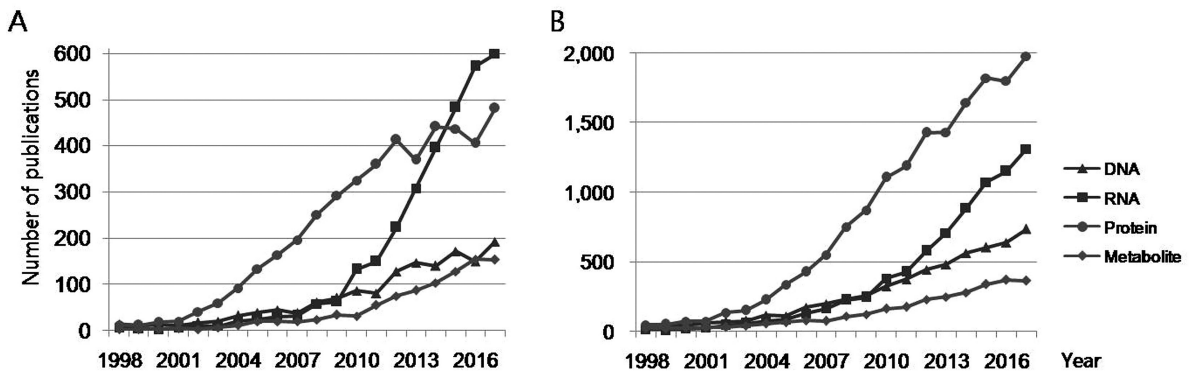 A
Number of publications
600
500
400
300
200
100
0
1998 2001 2004 2007 2010 2013 2016
B
2,000
1,500
1,000
500
0
1998 2001 2004 2007 2010 2013 2016 Year
DNA
RNA
Protein
Metabolite